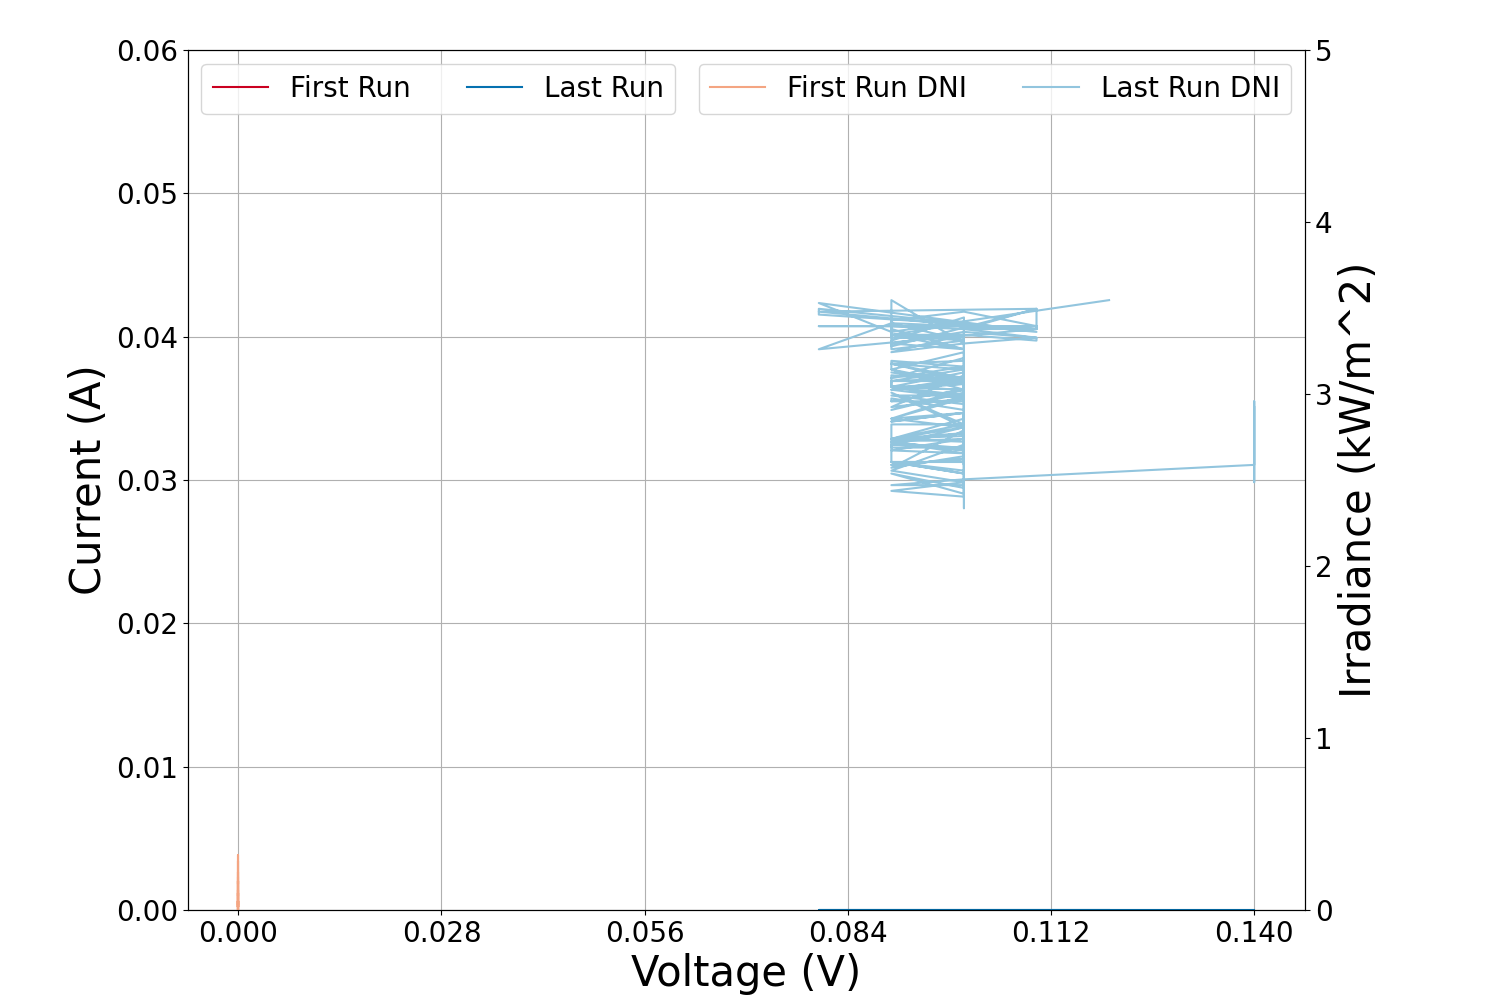 First Run
Last Run
First Run DNI
Last Run DNI
0.06
0.05
0.04
0.03
0.02
0.01
0.00
Current (A)
5
4
3
2
1
0
Irradiance (kW/m^2)
0.000 0.028 0.056 0.084 0.112 0.140
Voltage (V)